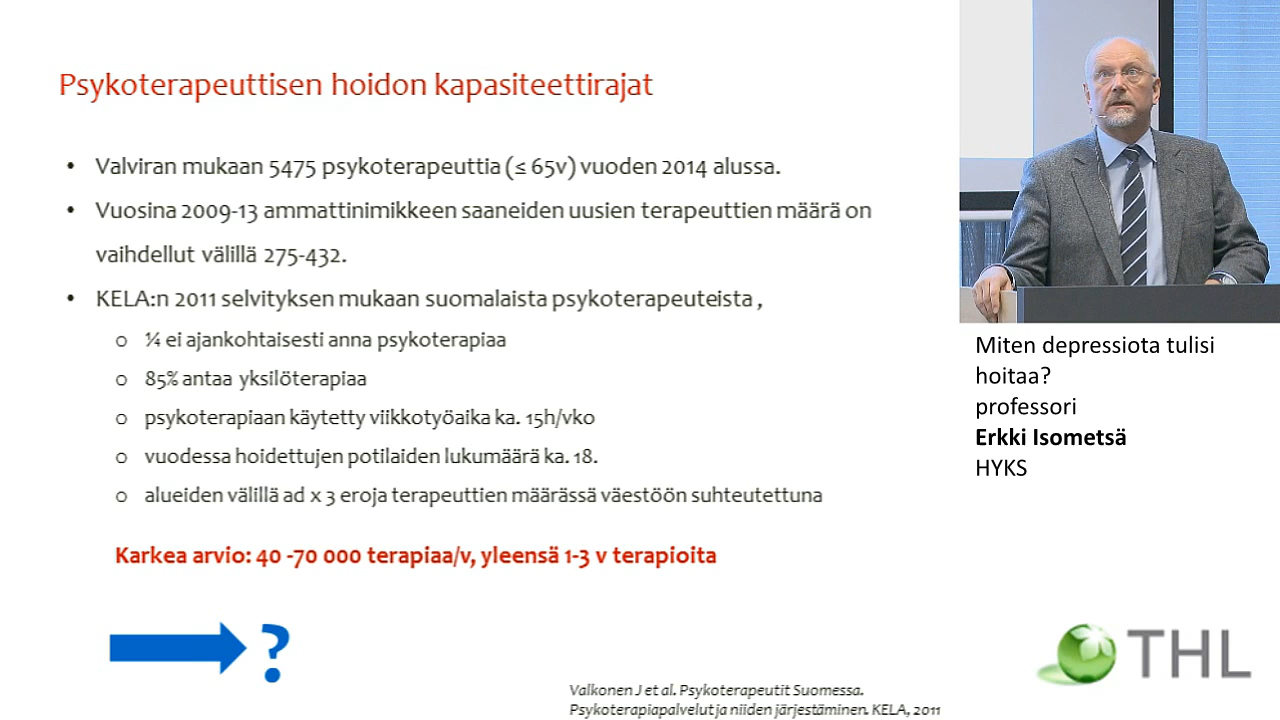 Psykoterapeuttisen hoidon kapasiteettirajat
• Valviran mukaan 5475 psykoterapeuttia (≤ 65v) vuoden 2014 alussa.
• Vuosina 2009-13 ammattinimikkeen saaneiden uusien terapeuttien määrä on
vaihdellut välillä 275-432.
• KELA:n 2011 selvityksen mukaan suomalaista psykoterapeuteista ,
o ¼ ei ajankohtaisesti anna psykoterapiaa
o 85% antaa yksilöterapiaa
o psykoterapiaan käytetty viikkotyöaika ka. 15h/vko
o vuodessa hoidettujen potilaiden lukumäärä ka. 18.
o alueiden välillä ad x 3 eroja terapeuttien määrässä väestöön suhteutettuna
Karkea arvio: 40 -70 000 terapiaa/v, yleensä 1-3 v terapioita
?
Valkonen J et al. Psykoterapeutit Suomessa.
Psykoterapiapalvelut ja niiden järjestäminen. KELA, 2011
Miten depressiota tulisi
hoitaa?
professori
Erkki Isometsä
HYKS
THL